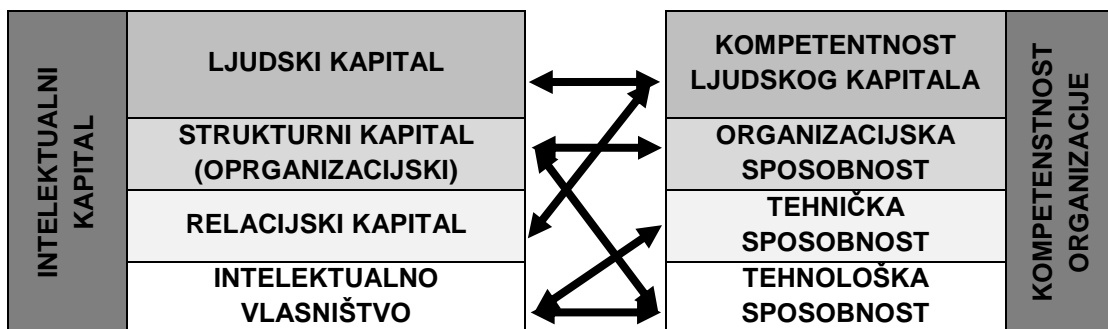 INTELEKTUALNI
KAPITAL
LJUDSKI KAPITAL
STRUKTURNI KAPITAL
(OPRGANIZACIJSKI)
RELACIJSKI KAPITAL
INTELEKTUALNO
VLASNIŠTVO
KOMPETENTNOST
LJUDSKOG KAPITALA
ORGANIZACIJSKA
SPOSOBNOST
TEHNIČKA
SPOSOBNOST
TEHNOLOŠKA
SPOSOBNOST
KOMPETENSTNOST
ORGANIZACIJE